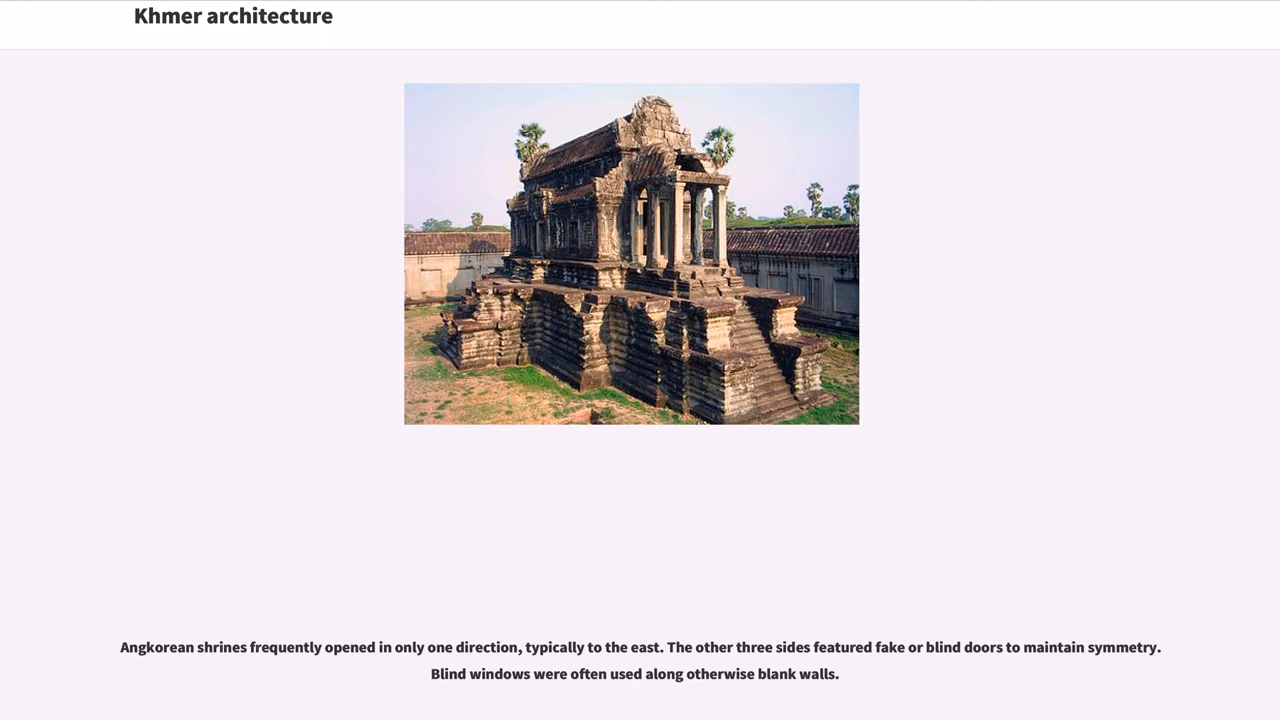 Khmer architecture
Angkorean shrines frequently opened in only one direction, typically to the east. The other three sides featured fake or blind doors to maintain symmetry.
Blind windows were often used along otherwise blank walls.